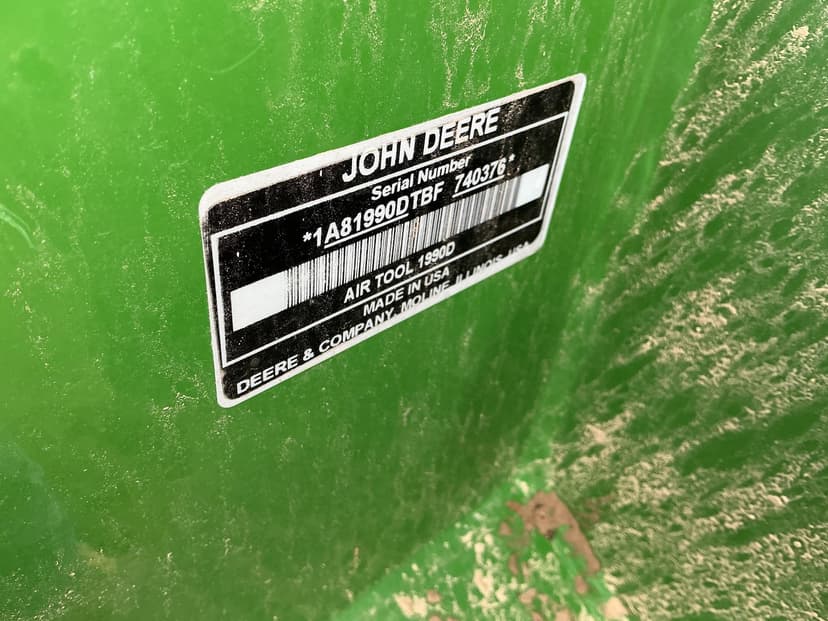 JOHN DEERE
Serial Number
*1A81990DTBF 740376*
AIR TOOL 1990D
MADE IN USA
DEERE & COMPANY, MOLINE, ILLINOIS, USA